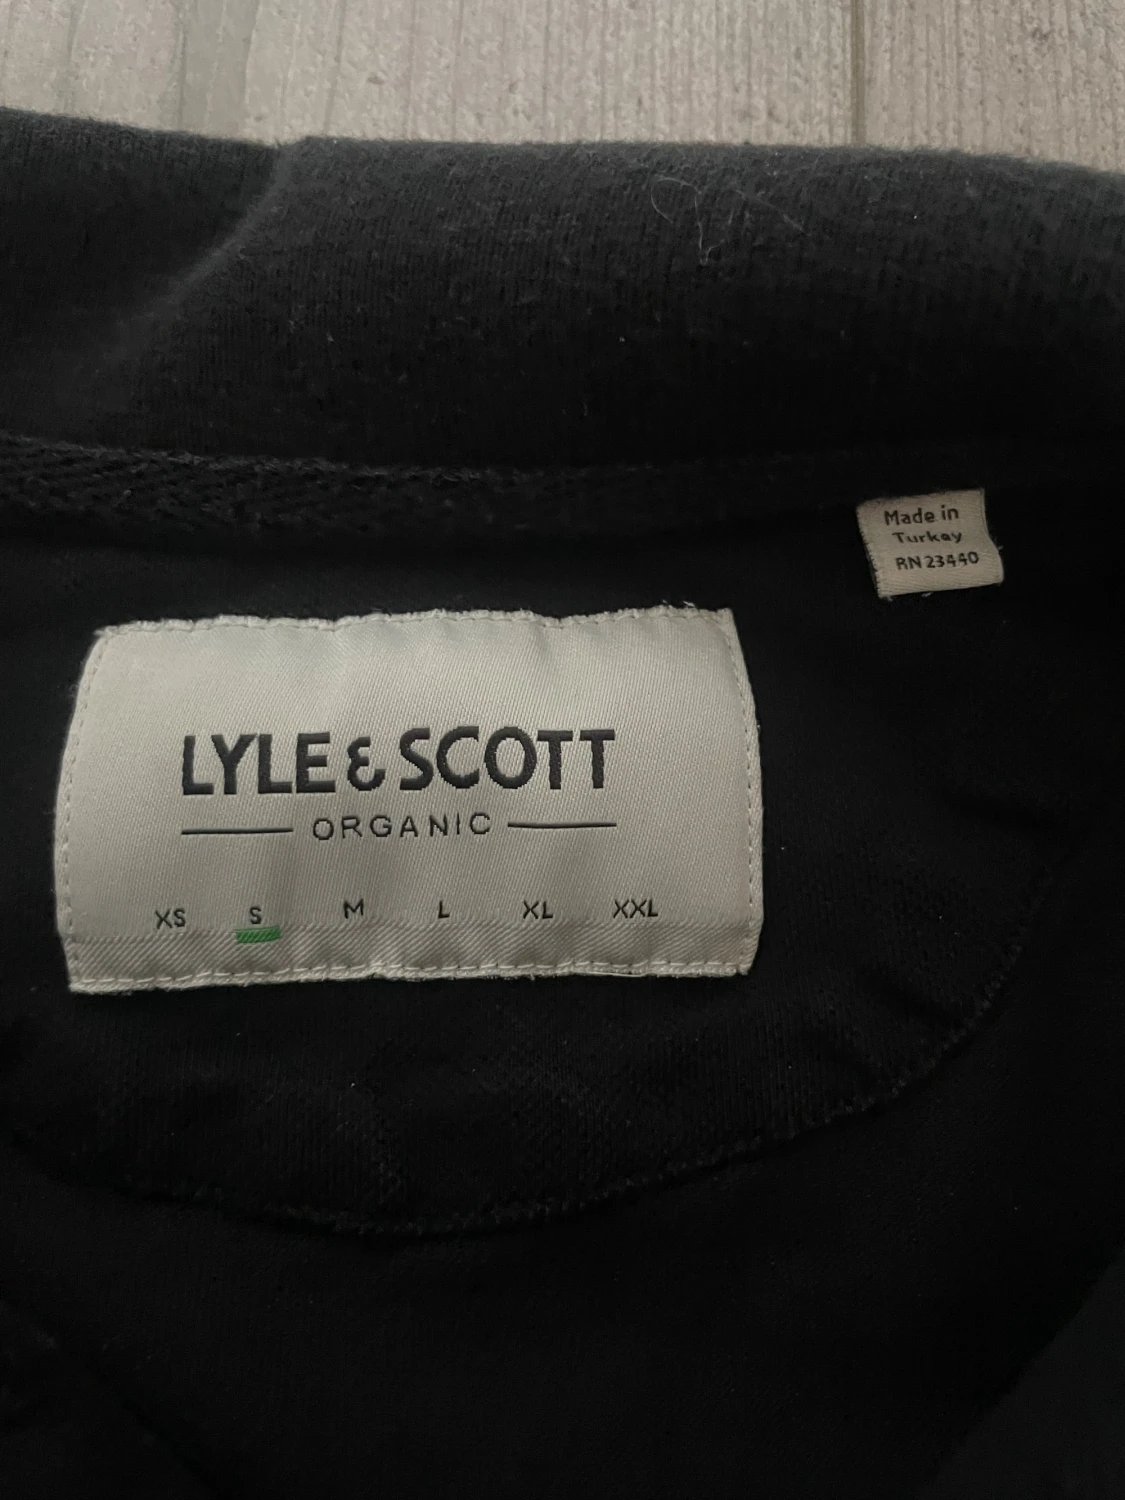 Made in
Turkey
RN 23440
LYLE & SCOTT
ORGANIC
XS S M L XL XXL